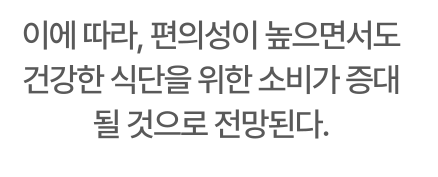 이에 따라, 편의성이 높으면서도
건강한 식단을 위한 소비가 증대
될 것으로 전망된다.